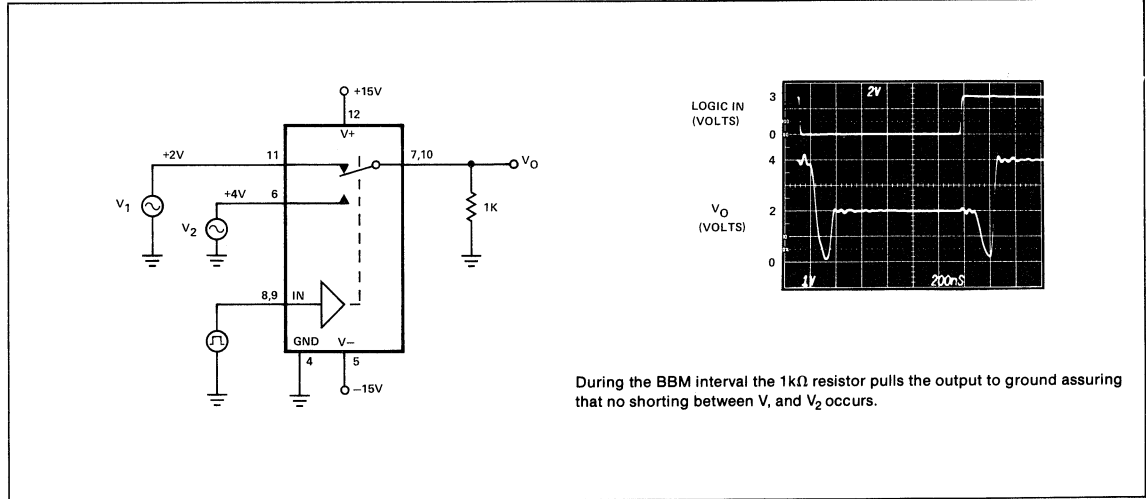 +15V
12
V+
+2V
11
7,10
VO
+4V
6
V1
V2
1K
8,9
IN
GND
V–
4
5
–15V
LOGIC IN
(VOLTS)
3
0
2V
VO
(VOLTS)
4
2
0
1V
200nS
During the BBM interval the 1kΩ resistor pulls the output to ground assuring
that no shorting between V, and V2 occurs.